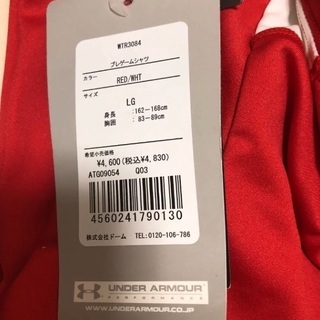 WTR3084
プレゲームシャツ
カラー
RED/WHT
サイズ
LG
身長 :162-168cm
胸囲 : 83-89cm
希望小売価格
¥4,600(税込¥4,830)
ATG09054 Q03
4560241790130
株式会社ドーム TEL:0120-106-786
UNDER ARMOUR
PERFORMANCE
WWW.UNDERARMOUR.CO.JP